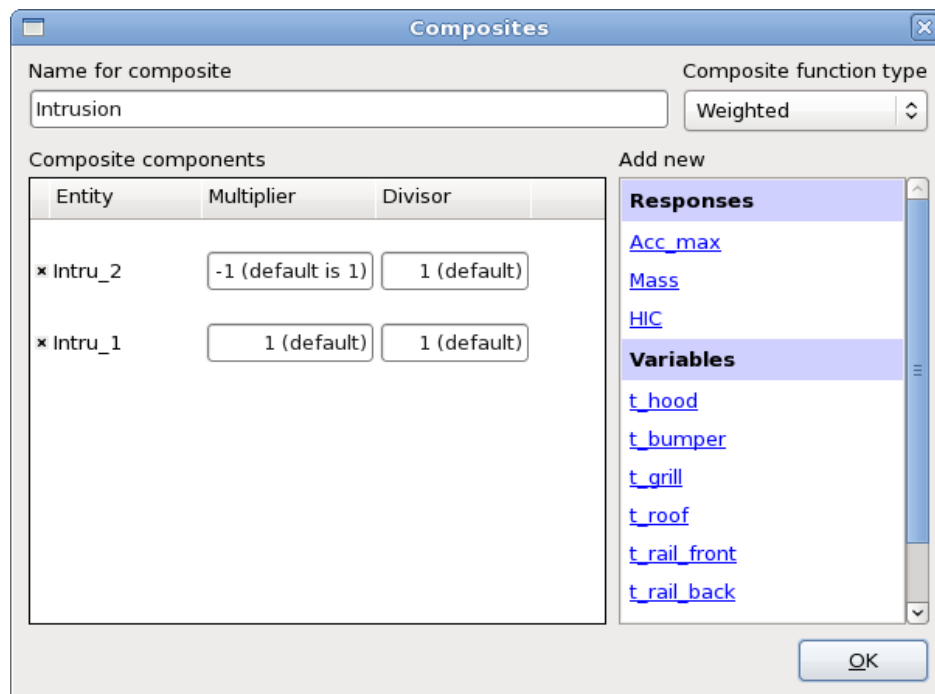 Composites
Name for composite
Composite function type
Intrusion
Weighted
Composite components
Add new
Entity Multiplier Divisor
Intru_2 -1 (default is 1) 1 (default)
Intru_1 1 (default) 1 (default)
Responses
Acc_max
Mass
HIC
Variables
t_hood
t_bumper
t_grill
t_roof
t_rail_front
t_rail_back
OK